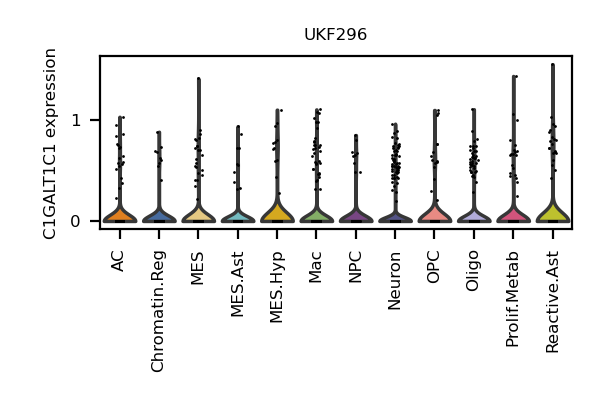 UKF296
C1GALT1C1 expression
1
0
AC
Chromatin.Reg
MES
MES.Ast
MES.Hyp
Mac
NPC
Neuron
OPC
Oligo
Prolif.Metab
Reactive.Ast